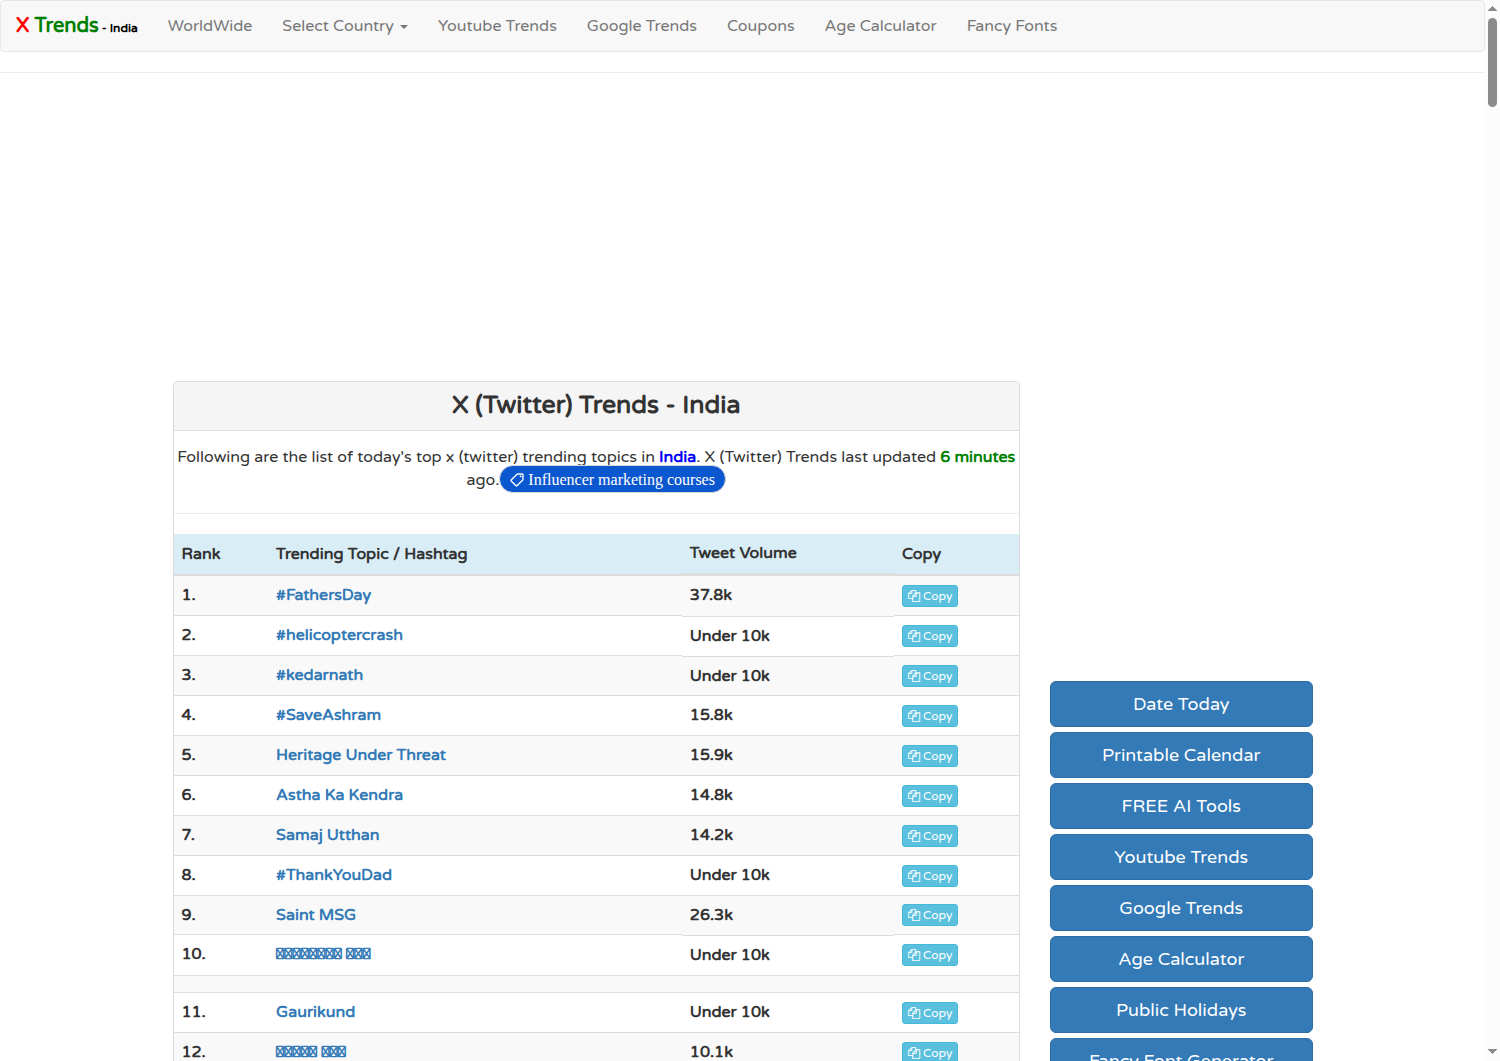 X Trends - India WorldWide Select Country Youtube Trends Google Trends Coupons Age Calculator Fancy Fonts
X (Twitter) Trends - India
Following are the list of today's top x (twitter) trending topics in India. X (Twitter) Trends last updated 6 minutes
ago. Influencer marketing courses
Rank Trending Topic / Hashtag Tweet Volume Copy
1. #FathersDay 37.8k Copy
2. #helicoptercrash Under 10k Copy
3. #kedarnath Under 10k Copy
4. #SaveAshram 15.8k Copy
5. Heritage Under Threat 15.9k Copy
6. Astha Ka Kendra 14.8k Copy
7. Samaj Utthan 14.2k Copy
8. #ThankYouDad Under 10k Copy
9. Saint MSG 26.3k Copy
10. Under 10k Copy
11. Gaurikund Under 10k Copy
12. 10.1k Copy
Date Today
Printable Calendar
FREE AI Tools
Youtube Trends
Google Trends
Age Calculator
Public Holidays
Fancy Font Generator